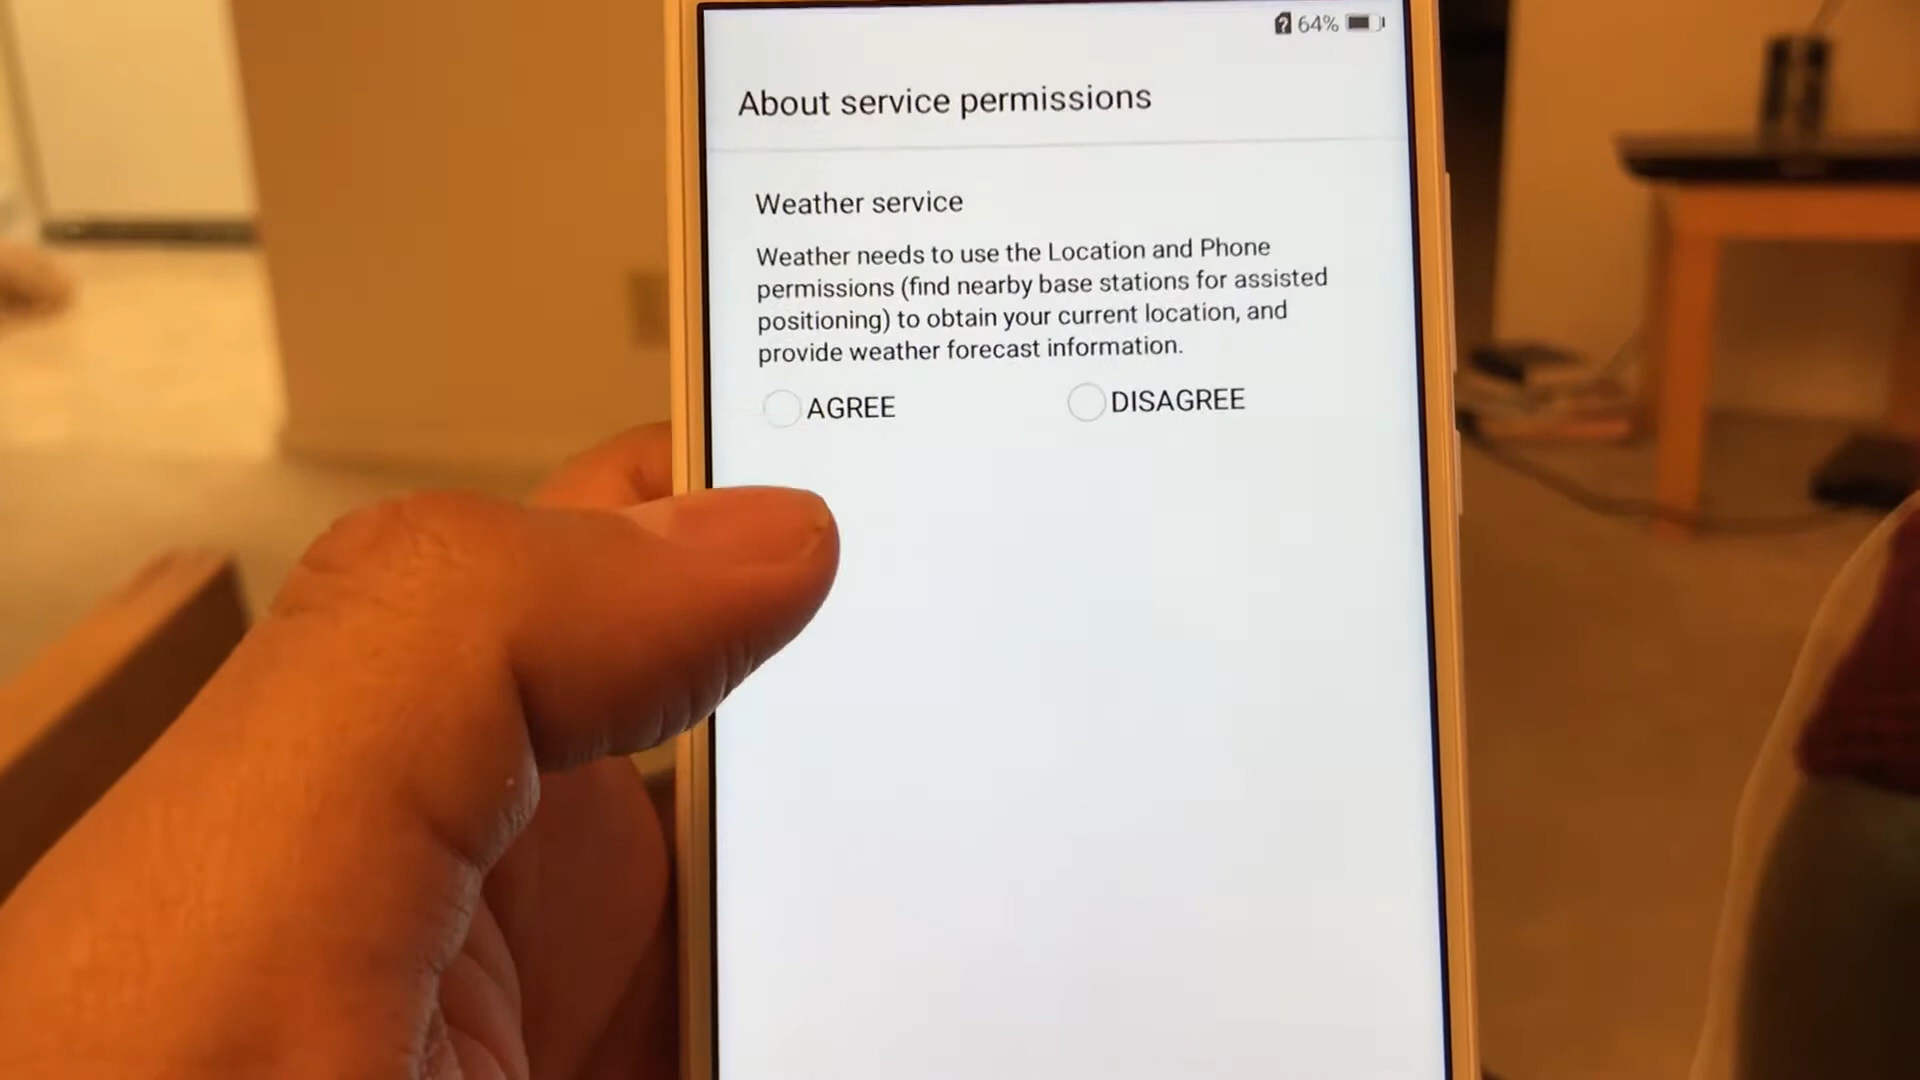 64%
About service permissions
Weather service
Weather needs to use the Location and Phone
permissions (find nearby base stations for assisted
positioning) to obtain your current location, and
provide weather forecast information.
AGREE DISAGREE